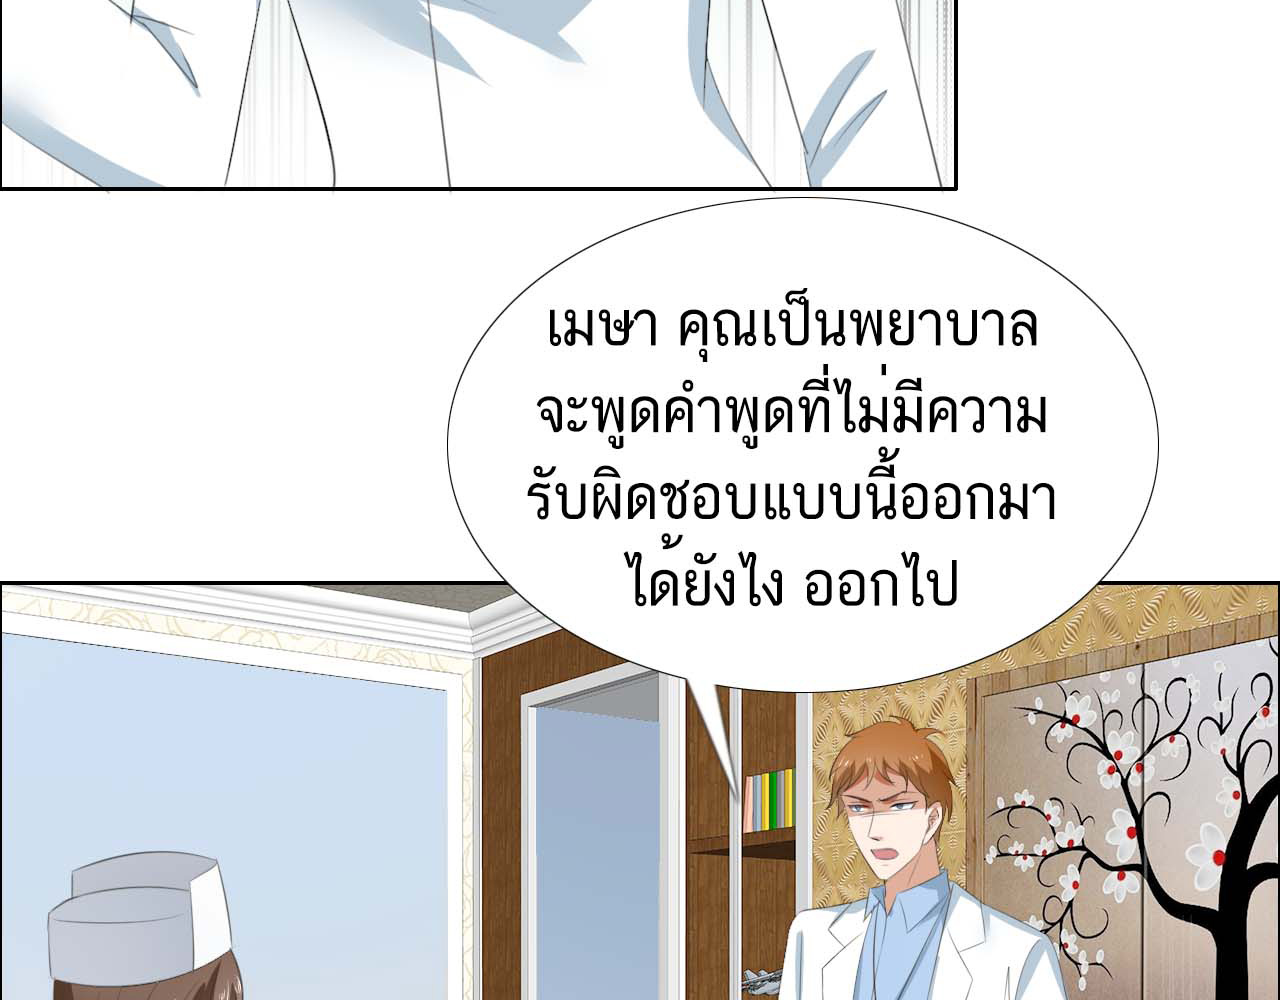 เมษา คุณเป็นพยาบาล
จะพูดคำพูดที่ไม่มีความ
รับผิดชอบแบบนี้ออกมา
ได้ยังไง ออกไป